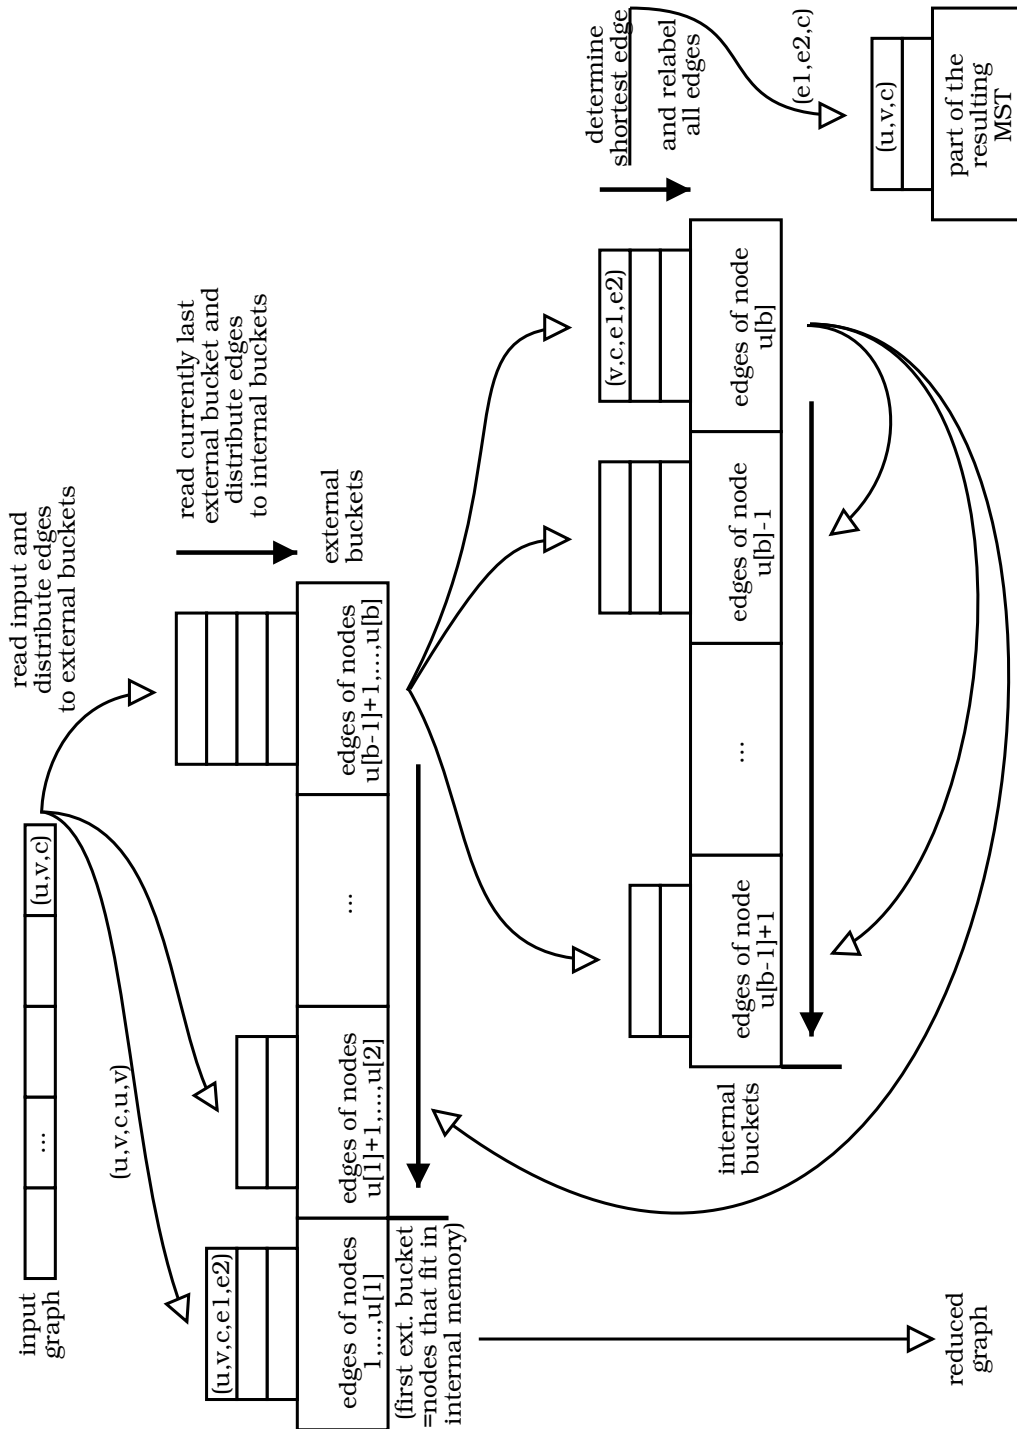 input
graph
...
(u,v,c)
read input and
distribute edges
to external buckets
(u,v,c,u,v)
(u,v,c,e1,e2)
read currently last
external bucket and
distribute edges
to internal buckets
edges of nodes
1,...,u[1]
edges of nodes
u[1]+1,...,u[2]
...
edges of nodes
u[b-1]+1,...,u[b]
external
buckets
(first ext. bucket
=nodes that fit in
internal memory)
(v,c,e1,e2)
determine
shortest edge
and relabel
all edges
internal
buckets
edges of node
u[b-1]+1
...
edges of node
u[b]-1
edges of node
u[b]
(e1,e2,c)
(u,v,c)
reduced
graph
part of the
resulting
MST